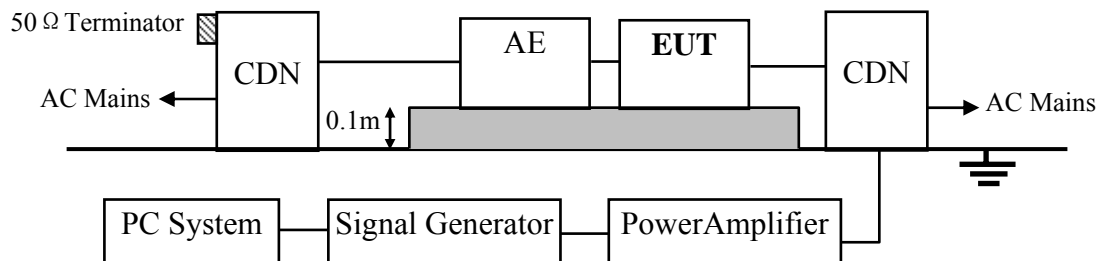 50 Ω Terminator
CDN
AC Mains
AE
EUT
CDN
AC Mains
0.1m
PC System
Signal Generator
PowerAmplifier